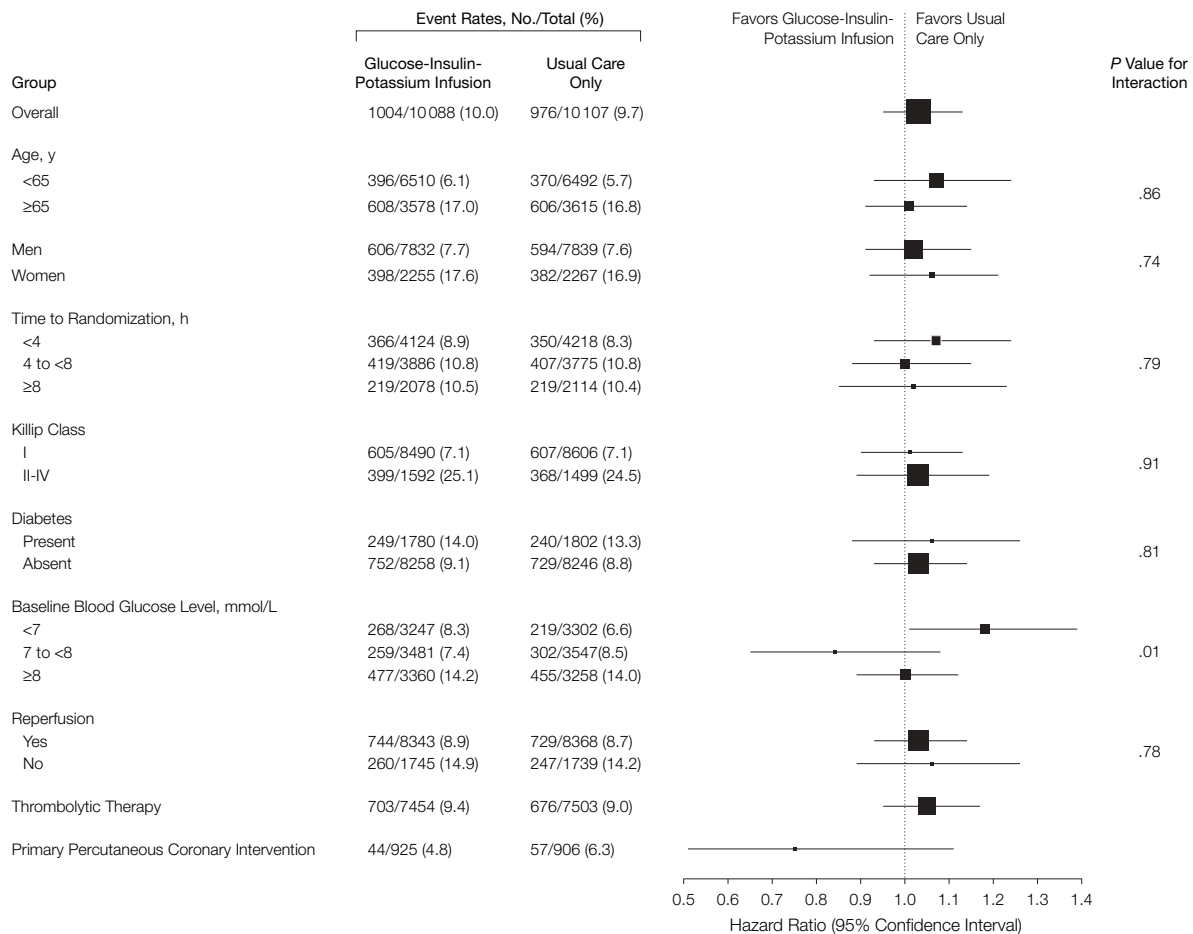 Event Rates, No./Total (%)
Favors Glucose-Insulin-
Potassium Infusion
Favors Usual
Care Only
Group
Glucose-Insulin-
Potassium Infusion
Usual Care
Only
P Value for
Interaction
Overall 1004/10 088 (10.0) 976/10 107 (9.7)
Age, y
<65 396/6510 (6.1) 370/6492 (5.7)
.86
≥65 608/3578 (17.0) 606/3615 (16.8)
Men 606/7832 (7.7) 594/7839 (7.6)
.74
Women 398/2255 (17.6) 382/2267 (16.9)
Time to Randomization, h
<4 366/4124 (8.9) 350/4218 (8.3)
4 to <8 419/3886 (10.8) 407/3775 (10.8) .79
≥8 219/2078 (10.5) 219/2114 (10.4)
Killip Class
I 605/8490 (7.1) 607/8606 (7.1)
.91
II-IV 399/1592 (25.1) 368/1499 (24.5)
Diabetes
Present 249/1780 (14.0) 240/1802 (13.3)
.81
Absent 752/8258 (9.1) 729/8246 (8.8)
Baseline Blood Glucose Level, mmol/L
<7 268/3247 (8.3) 219/3302 (6.6)
7 to <8 259/3481 (7.4) 302/3547(8.5) .01
≥8 477/3360 (14.2) 455/3258 (14.0)
Reperfusion
Yes 744/8343 (8.9) 729/8368 (8.7)
.78
No 260/1745 (14.9) 247/1739 (14.2)
Thrombolytic Therapy 703/7454 (9.4) 676/7503 (9.0)
Primary Percutaneous Coronary Intervention 44/925 (4.8) 57/906 (6.3)
0.5 0.6 0.7 0.8 0.9 1.0 1.1 1.2 1.3 1.4
Hazard Ratio (95% Confidence Interval)